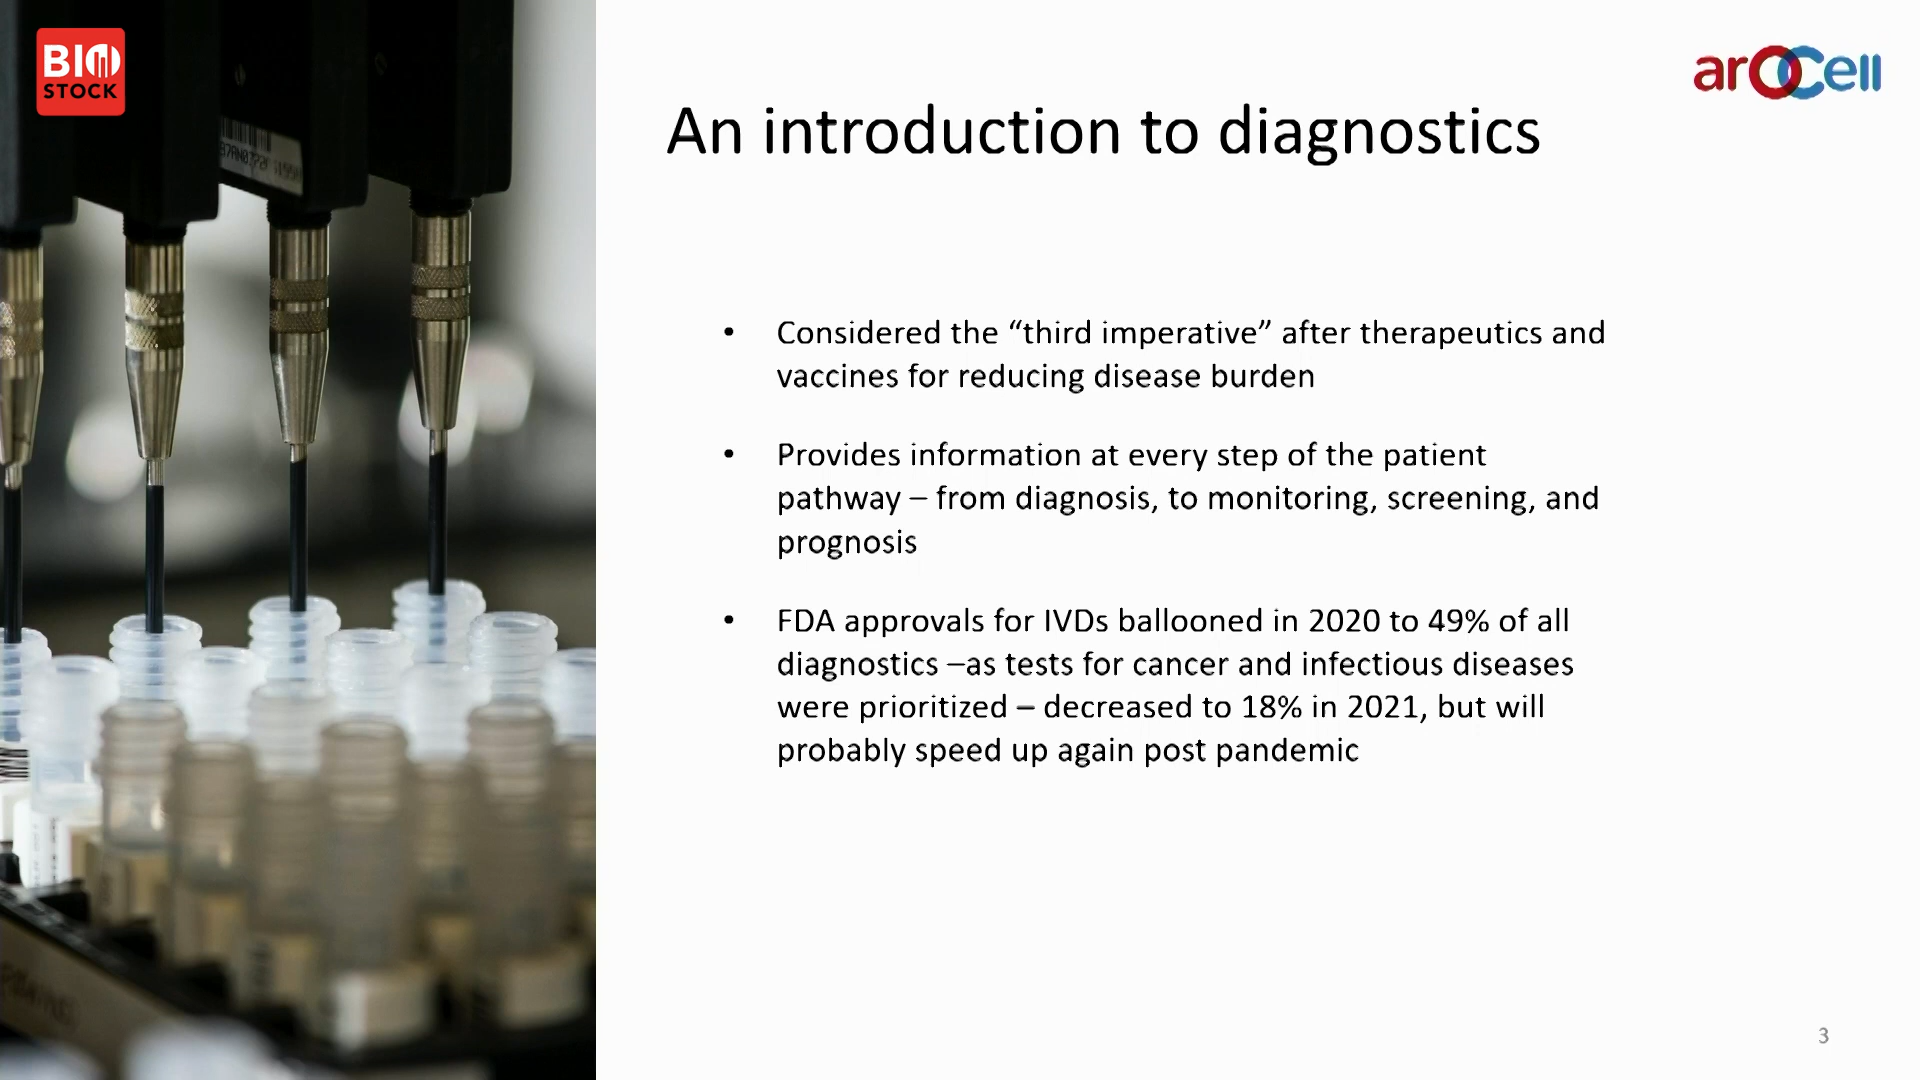 BIO
STOCK
arocell
An introduction to diagnostics
• Considered the “third imperative” after therapeutics and
vaccines for reducing disease burden
• Provides information at every step of the patient
pathway – from diagnosis, to monitoring, screening, and
prognosis
• FDA approvals for IVDs ballooned in 2020 to 49% of all
diagnostics –as tests for cancer and infectious diseases
were prioritized – decreased to 18% in 2021, but will
probably speed up again post pandemic
3